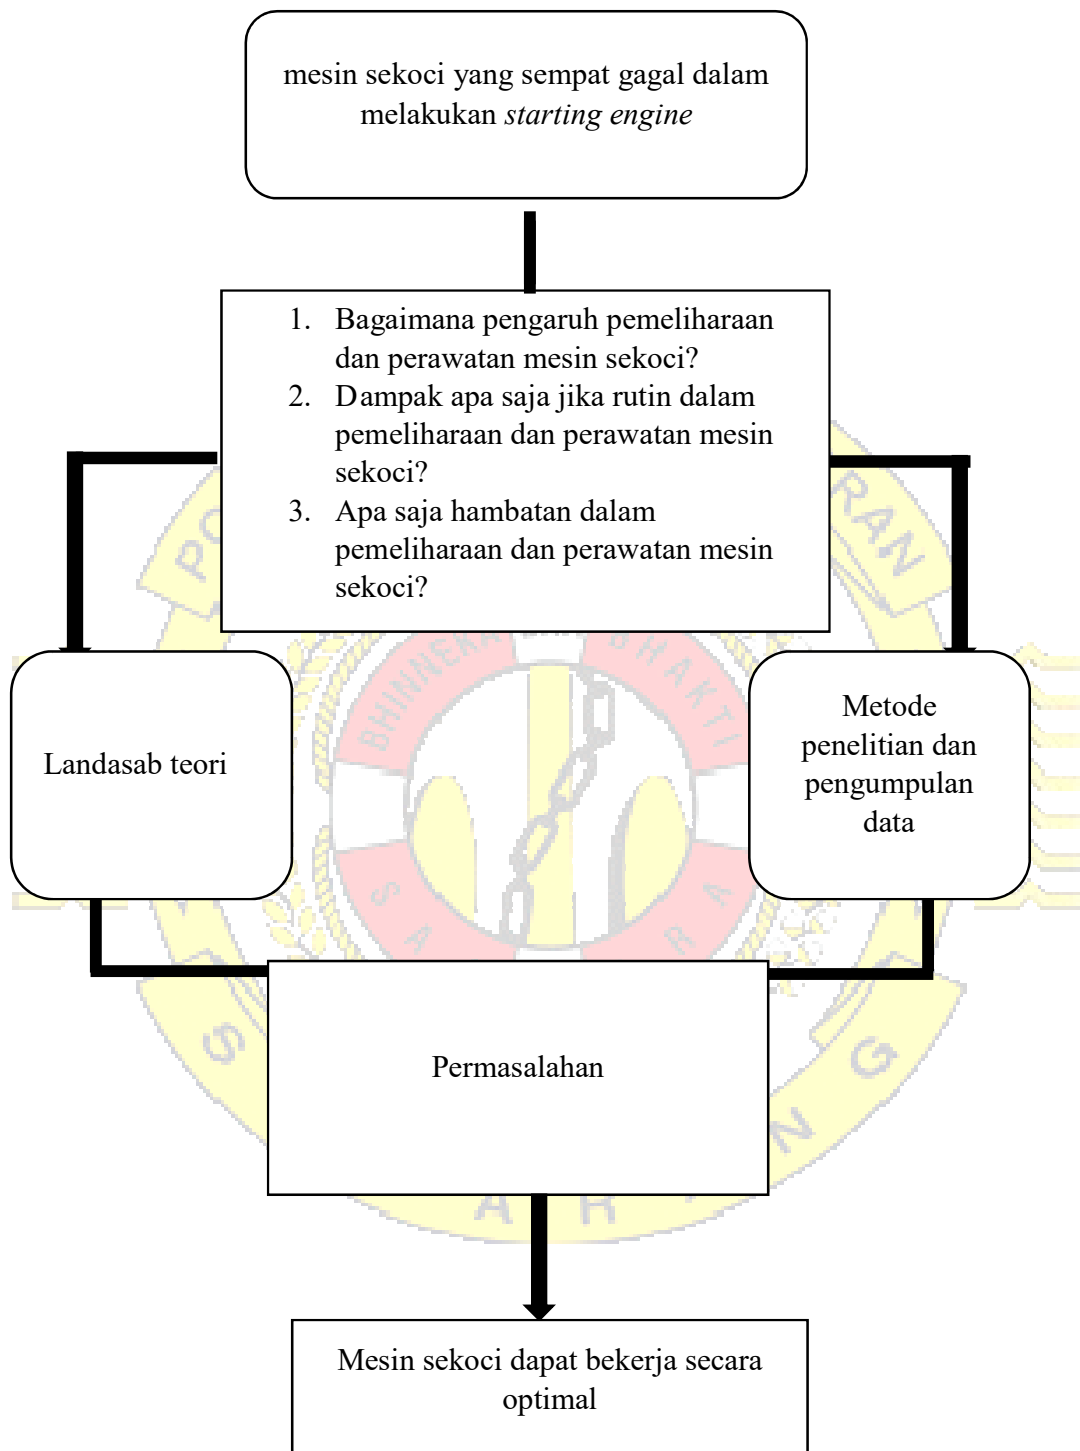 mesin sekoci yang sempat gagal dalam
melakukan starting engine
1. Bagaimana pengaruh pemeliharaan
dan perawatan mesin sekoci?
2. Dampak apa saja jika rutin dalam
pemeliharaan dan perawatan mesin
sekoci?
3. Apa saja hambatan dalam
pemeliharaan dan perawatan mesin
sekoci?
Landasab teori
Metode
penelitian dan
pengumpulan
data
Permasalahan
Mesin sekoci dapat bekerja secara
optimal
BHAKTI